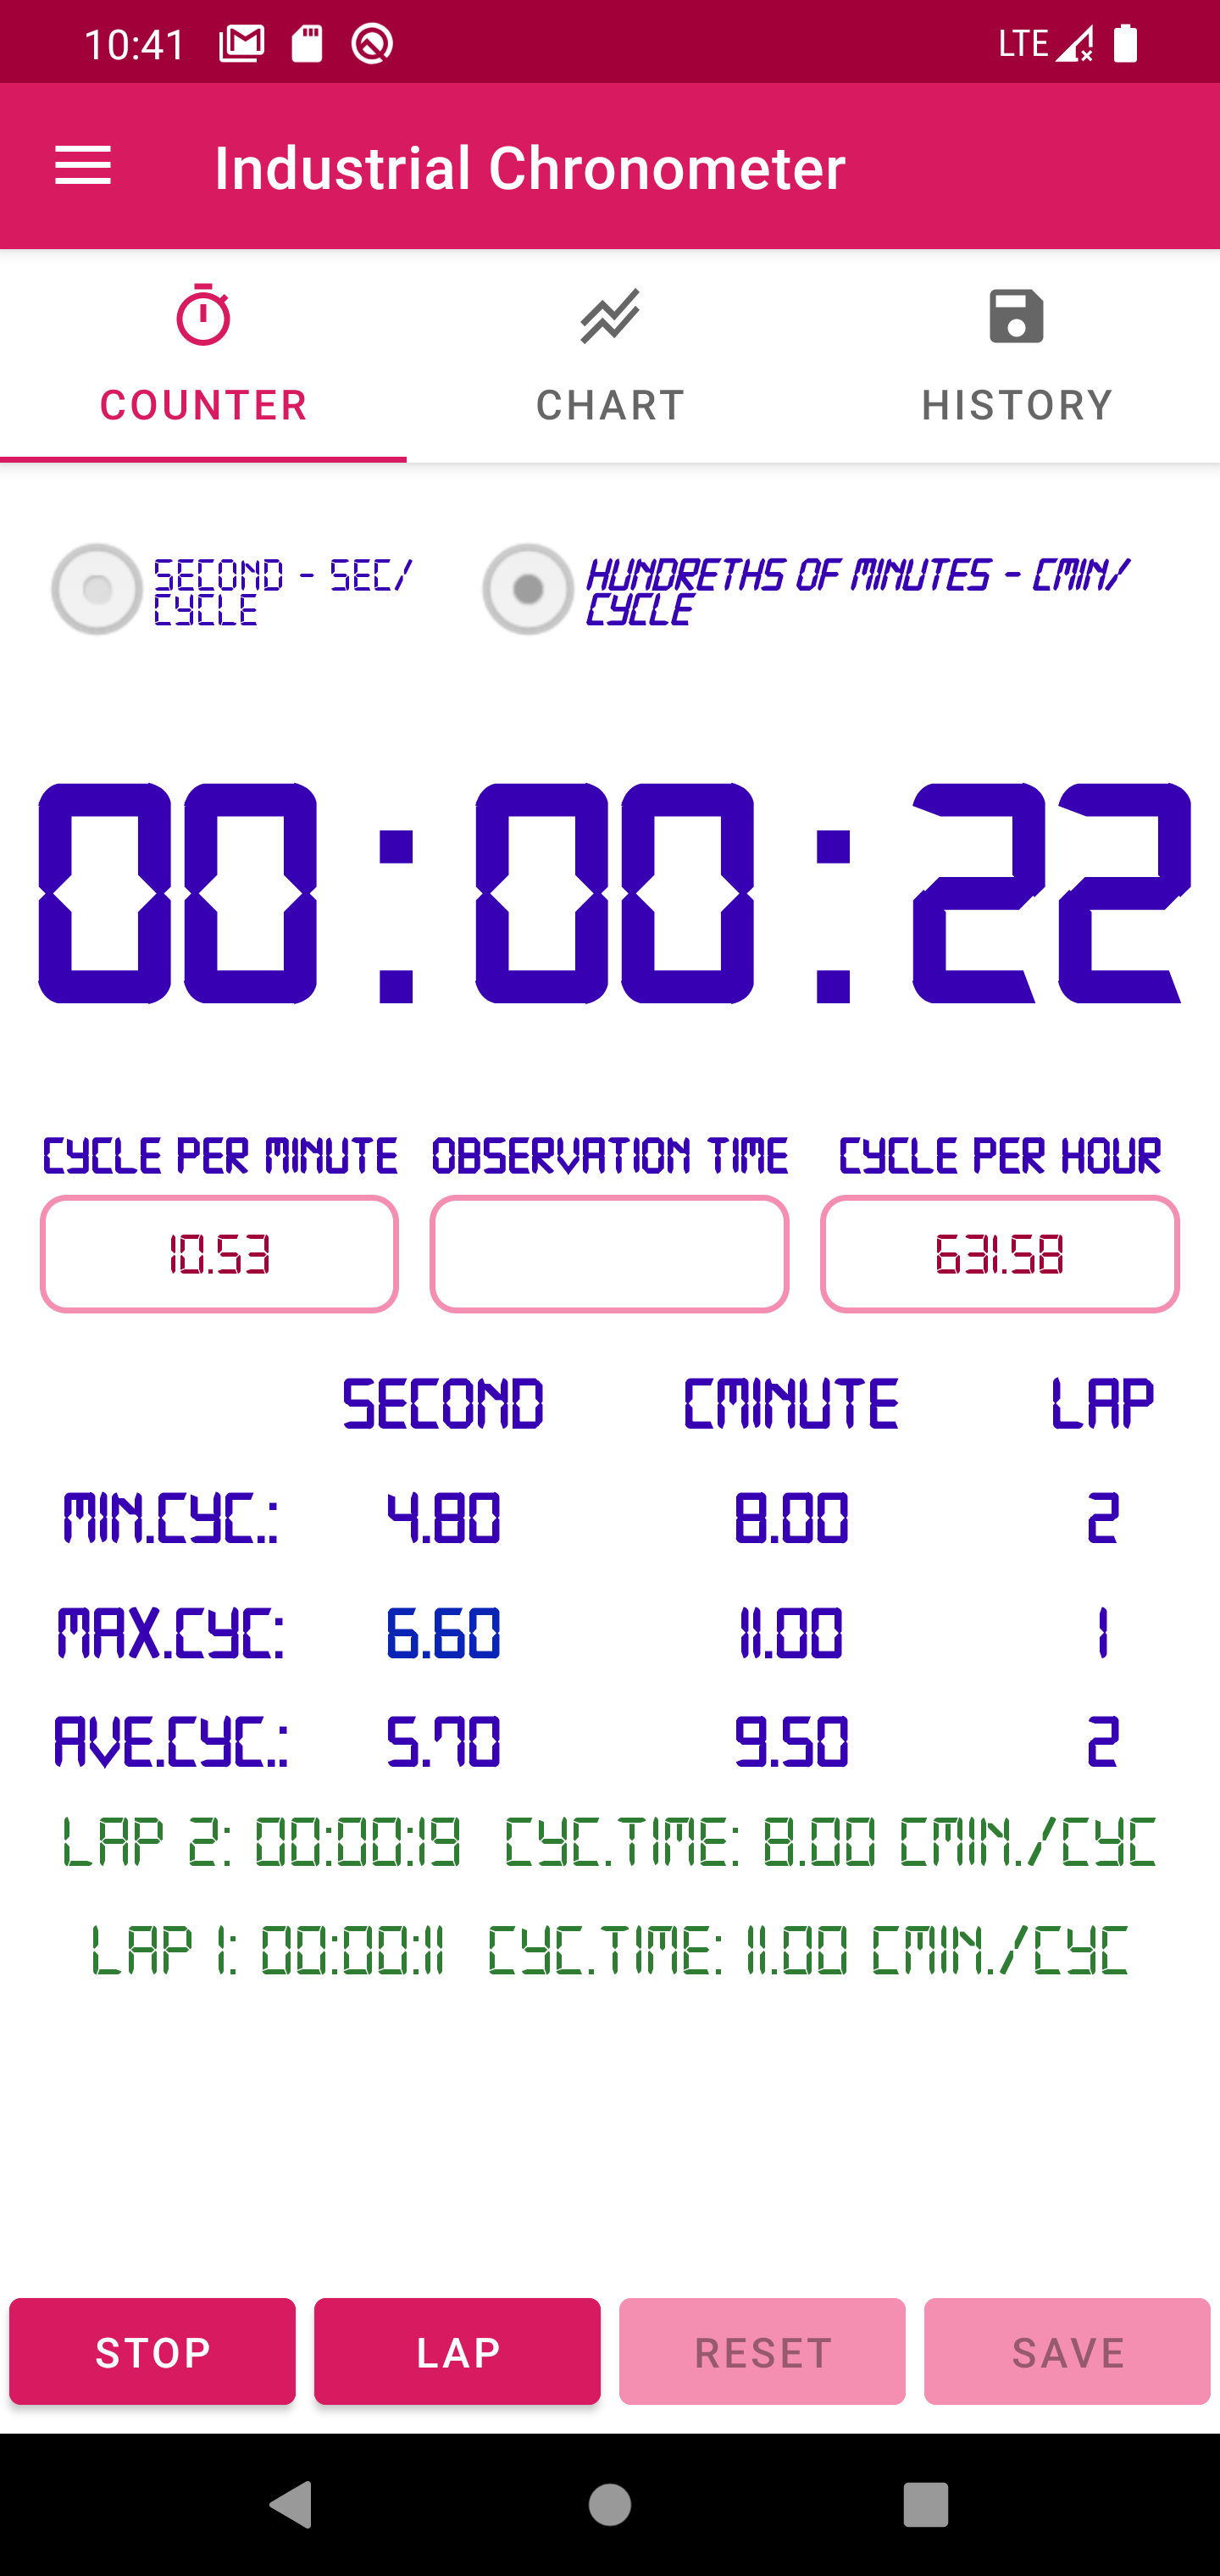 10:41 LTE
Industrial Chronometer
COUNTER CHART HISTORY
SECOND - SEC/
CYCLE
HUNDRETHS OF MINUTES - CMIN/
CYCLE
00:00:22
CYCLE PER MINUTE OBSERVATION TIME CYCLE PER HOUR
10.53 631.58
SECOND CMINUTE LAP
MIN.CYC.: 4.80 8.00 2
MAX.CYC: 6.60 11.00 1
AVE.CYC.: 5.70 9.50 2
LAP 2: 00:00:19 CYC.TIME: 8.00 CMIN./CYC
LAP 1: 00:00:11 CYC.TIME: 11.00 CMIN./CYC
STOP LAP RESET SAVE